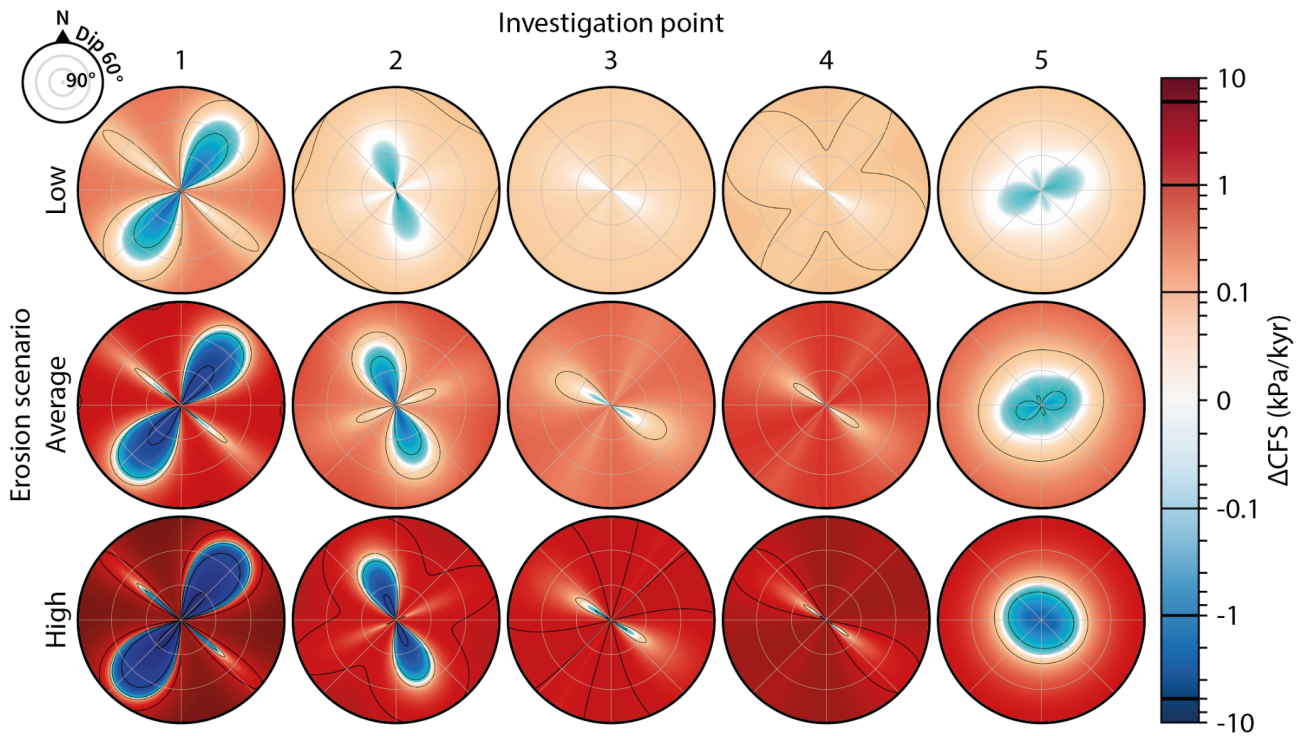 Investigation point
N
Dip 60°
90°
1 2 3 4 5
Erosion scenario
Low
Average
High
10
1
0.1
0
-0.1
-1
-10
ΔCFS (kPa/kyr)